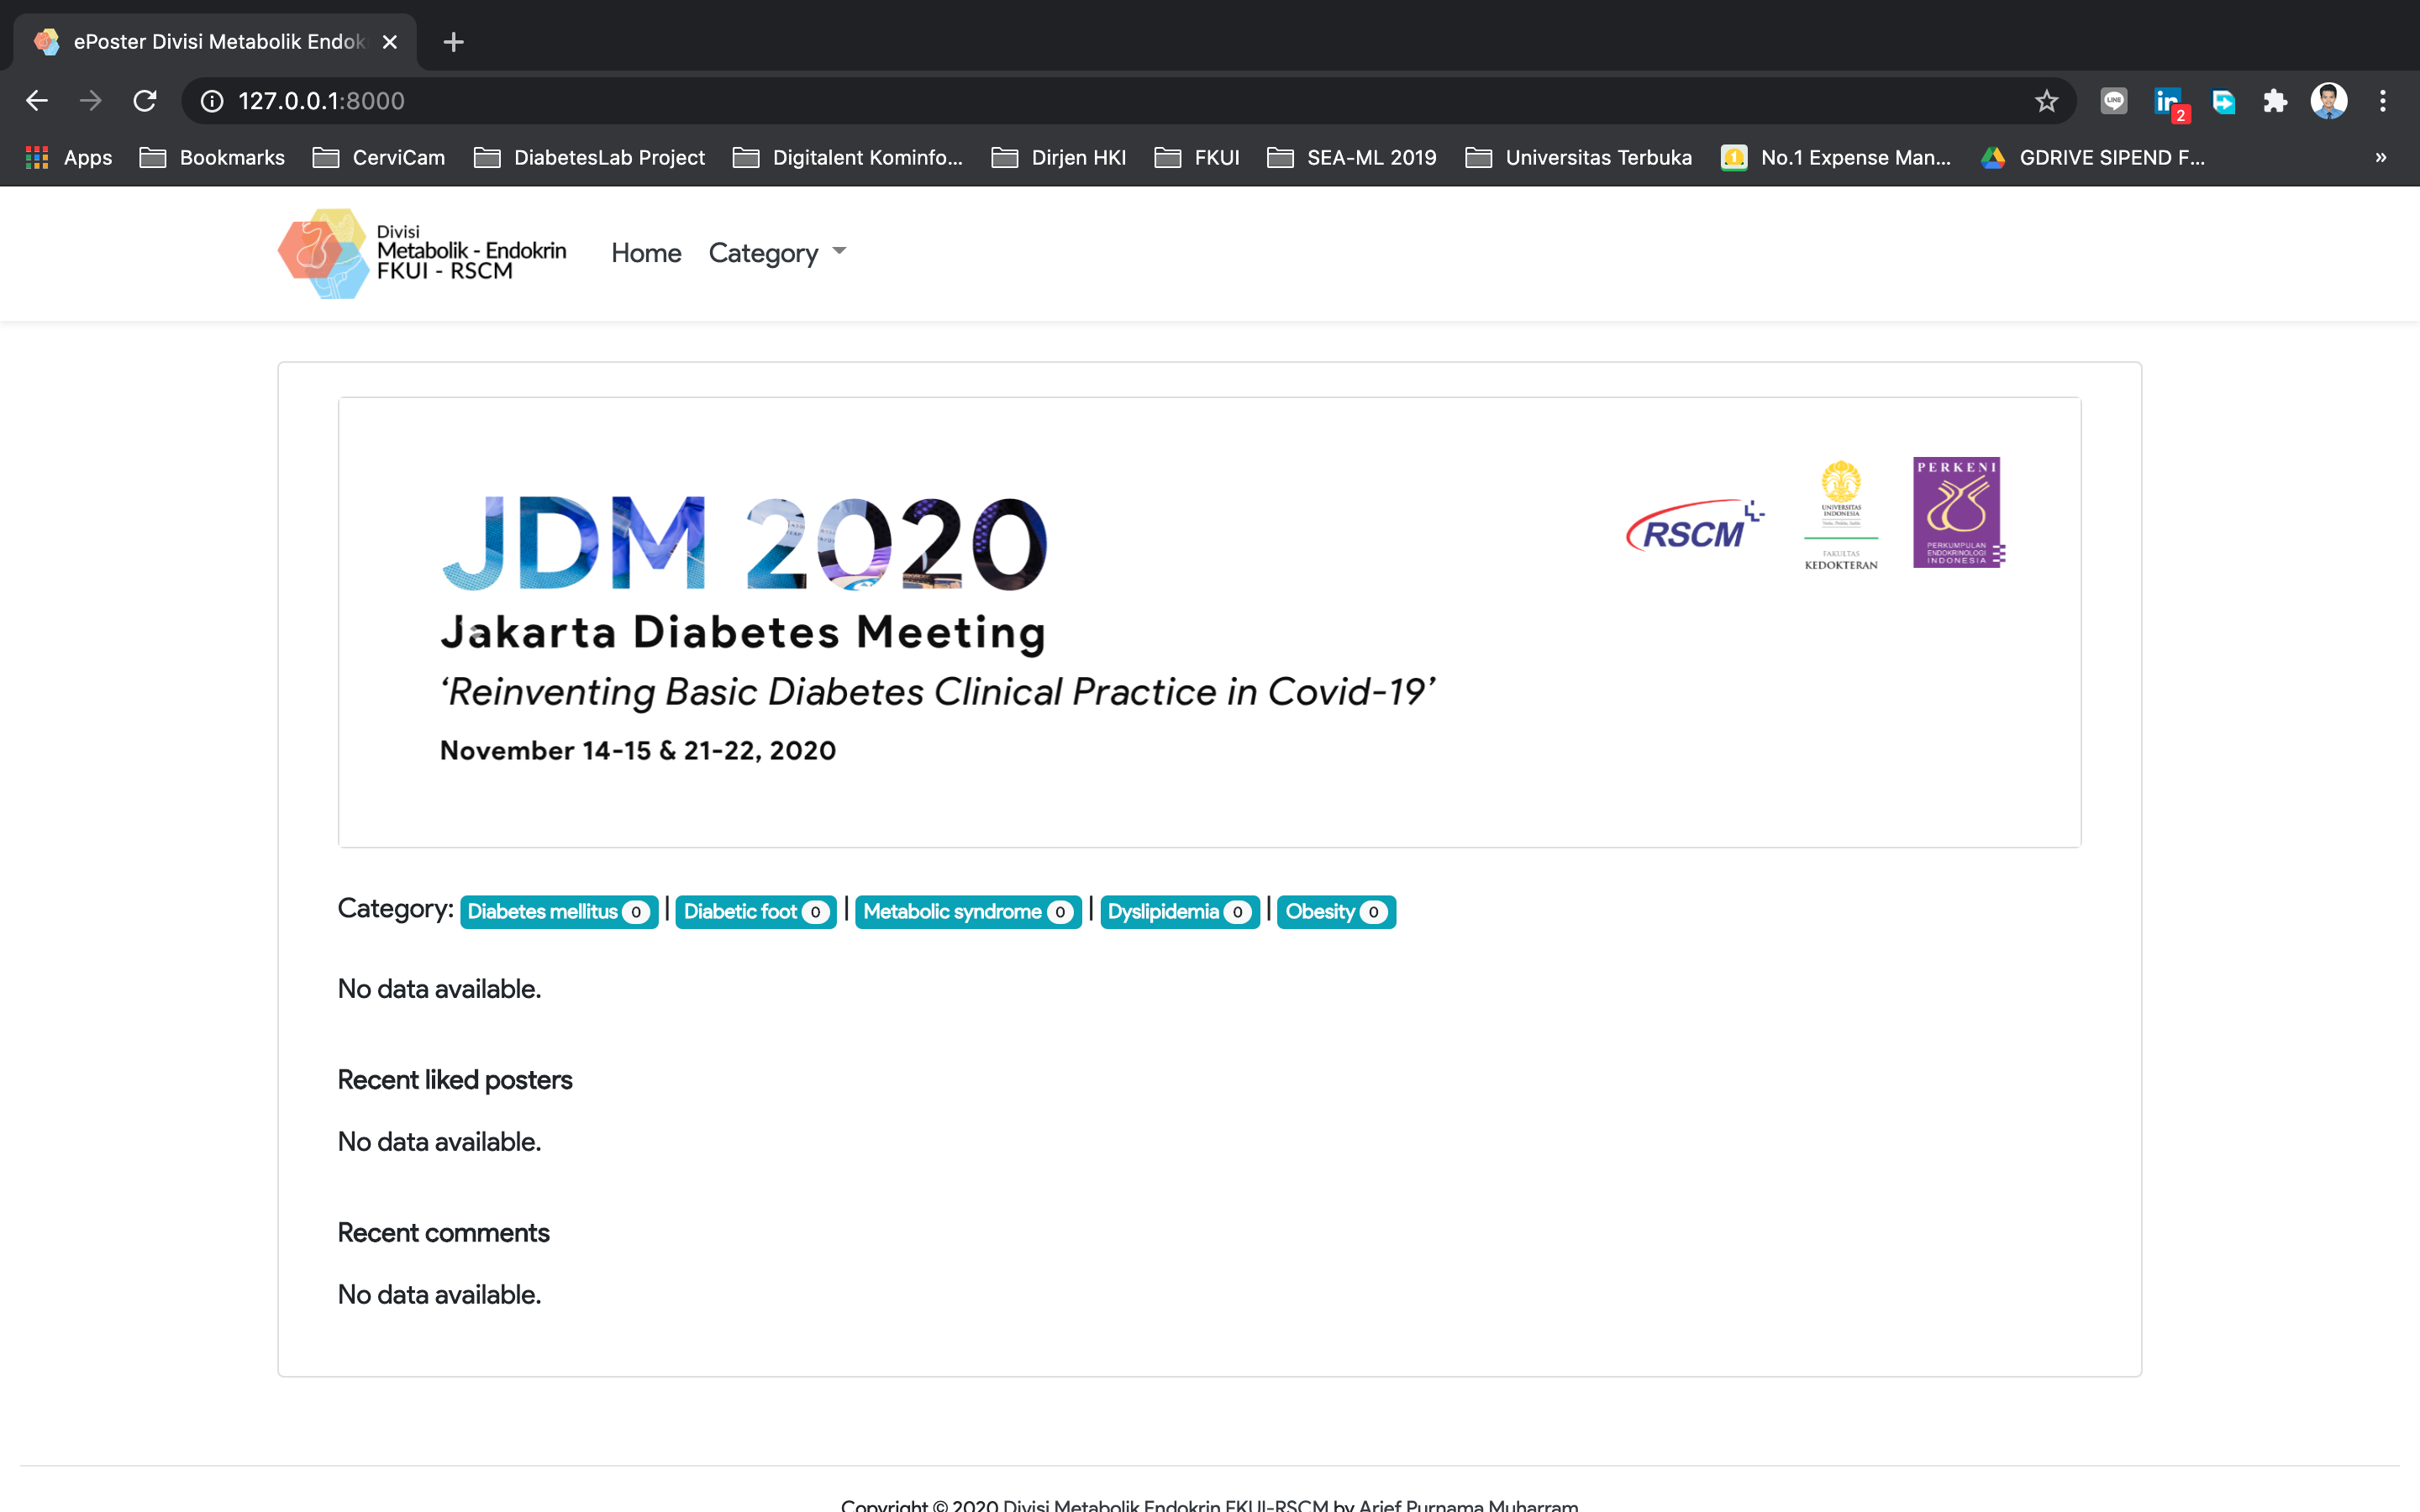 ePoster Divisi Metabolik Endok
127.0.0.1:8000
2
Apps
Bookmarks
CerviCam
DiabetesLab Project
Digitalent Kominfo...
Dirjen HKI
FKUI
SEA-ML 2019
Universitas Terbuka
No.1 Expense Man...
GDRIVE SIPEND F...
»
Divisi
Metabolik - Endokrin
FKUI - RSCM
Home
Category
JDM 2020
Jakarta Diabetes Meeting
‘Reinventing Basic Diabetes Clinical Practice in Covid-19’
November 14-15 & 21-22, 2020
RSCM
UNIVERSITAS
INDONESIA
FAKULTAS
KEDOKTERAN
PERKENI
PERKUMPULAN
ENDOKRINOLOGI
INDONESIA
Category: Diabetes mellitus 0 | Diabetic foot 0 | Metabolic syndrome 0 | Dyslipidemia 0 | Obesity 0
No data available.
Recent liked posters
No data available.
Recent comments
No data available.
Copyright © 2020 Divisi Metabolik Endokrin FKUI-RSCM by Arief Purnama Muharram